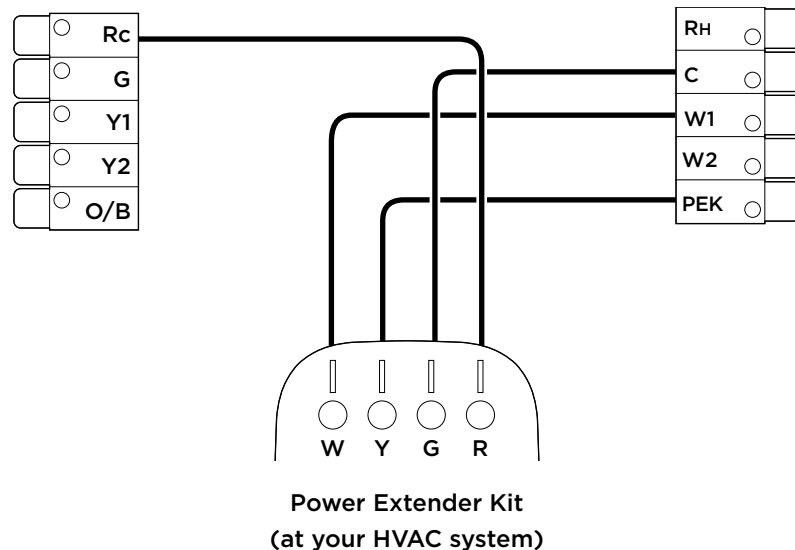 Rc
G
Y1
Y2
O/B
RH
C
W1
W2
PEK
W Y G R
Power Extender Kit
(at your HVAC system)